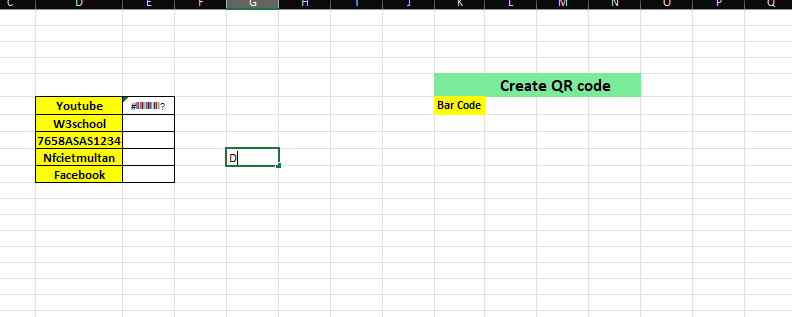 C D E F G H I J K L M N O P Q
Create QR code
Youtube #?
Bar Code
W3school
7658ASAS1234
Nfcietmultan D
Facebook